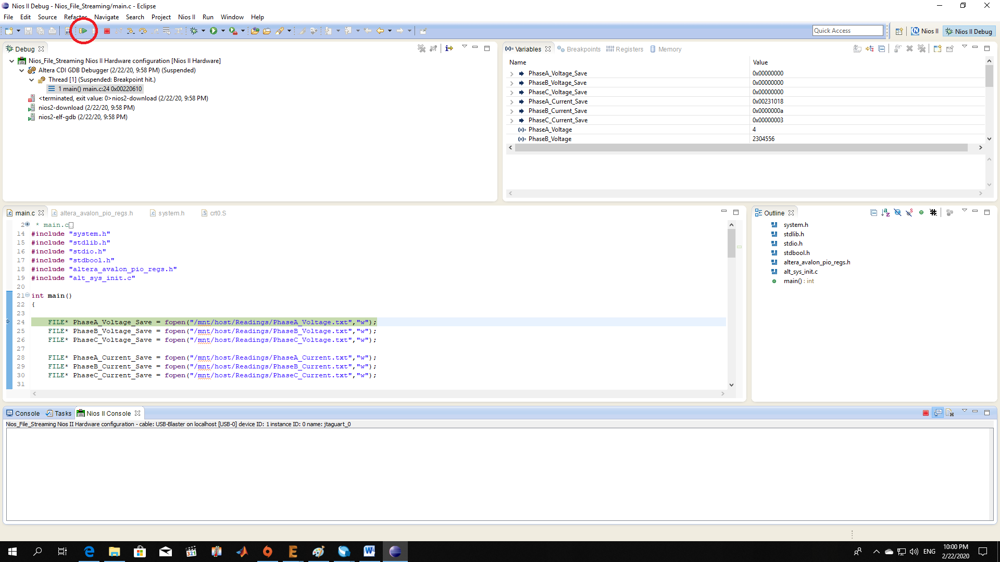 Nios II Debug - Nios_File_Streaming/main.c - Eclipse
File Edit Source Refactor Navigate Search Project Nios II Run Window Help
Quick Access
Nios II
Nios II Debug
Debug
Nios_File_Streaming Nios II Hardware configuration [Nios II Hardware]
Altera CDI GDB Debugger (2/22/20, 9:58 PM) (Suspended)
Thread [1] (Suspended: Breakpoint hit.)
1 main() main.c:24 0x00220610
<terminated, exit value: 0>nios2-download (2/22/20, 9:58 PM)
nios2-download (2/22/20, 9:58 PM)
nios2-elf-gdb (2/22/20, 9:58 PM)
(x)= Variables Breakpoints Registers Memory
Name Value
PhaseA_Voltage_Save 0x00000000
PhaseB_Voltage_Save 0x00000000
PhaseC_Voltage_Save 0x00000000
PhaseA_Current_Save 0x00231018
PhaseB_Current_Save 0x0000000a
PhaseC_Current_Save 0x00000003
(x)= PhaseA_Voltage 4
(x)= PhaseB_Voltage 2304556
main.c altera_avalon_pio_regs.h system.h crt0.S
2 * main.c
14 #include "system.h"
15 #include "stdlib.h"
16 #include "stdio.h"
17 #include "stdbool.h"
18 #include "altera_avalon_pio_regs.h"
19 #include "alt_sys_init.c"
20
21 int main()
22 {
23
24 FILE* PhaseA_Voltage_Save = fopen("/mnt/host/Readings/PhaseA_Voltage.txt","w");
25 FILE* PhaseB_Voltage_Save = fopen("/mnt/host/Readings/PhaseB_Voltage.txt","w");
26 FILE* PhaseC_Voltage_Save = fopen("/mnt/host/Readings/PhaseC_Voltage.txt","w");
27
28 FILE* PhaseA_Current_Save = fopen("/mnt/host/Readings/PhaseA_Current.txt","w");
29 FILE* PhaseB_Current_Save = fopen("/mnt/host/Readings/PhaseB_Current.txt","w");
30 FILE* PhaseC_Current_Save = fopen("/mnt/host/Readings/PhaseC_Current.txt","w");
31
Outline
system.h
stdlib.h
stdio.h
stdbool.h
altera_avalon_pio_regs.h
alt_sys_init.c
main() : int
Console Tasks Nios II Console
Nios_File_Streaming Nios II Hardware configuration - cable: USB-Blaster on localhost [USB-0] device ID: 1 instance ID: 0 name: jtaguart_0
ENG
10:00 PM
2/22/2020